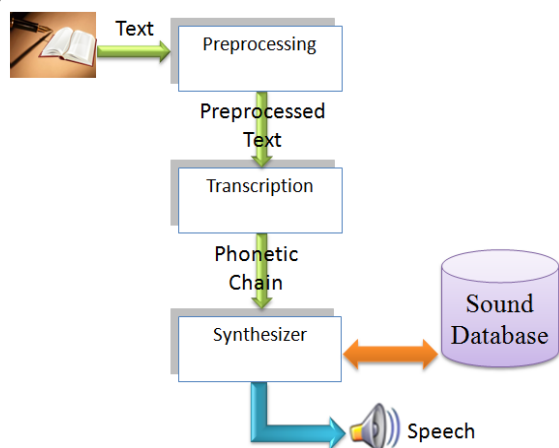 Text
Preprocessing
Preprocessed
Text
Transcription
Phonetic
Chain
Synthesizer
Sound
Database
Speech